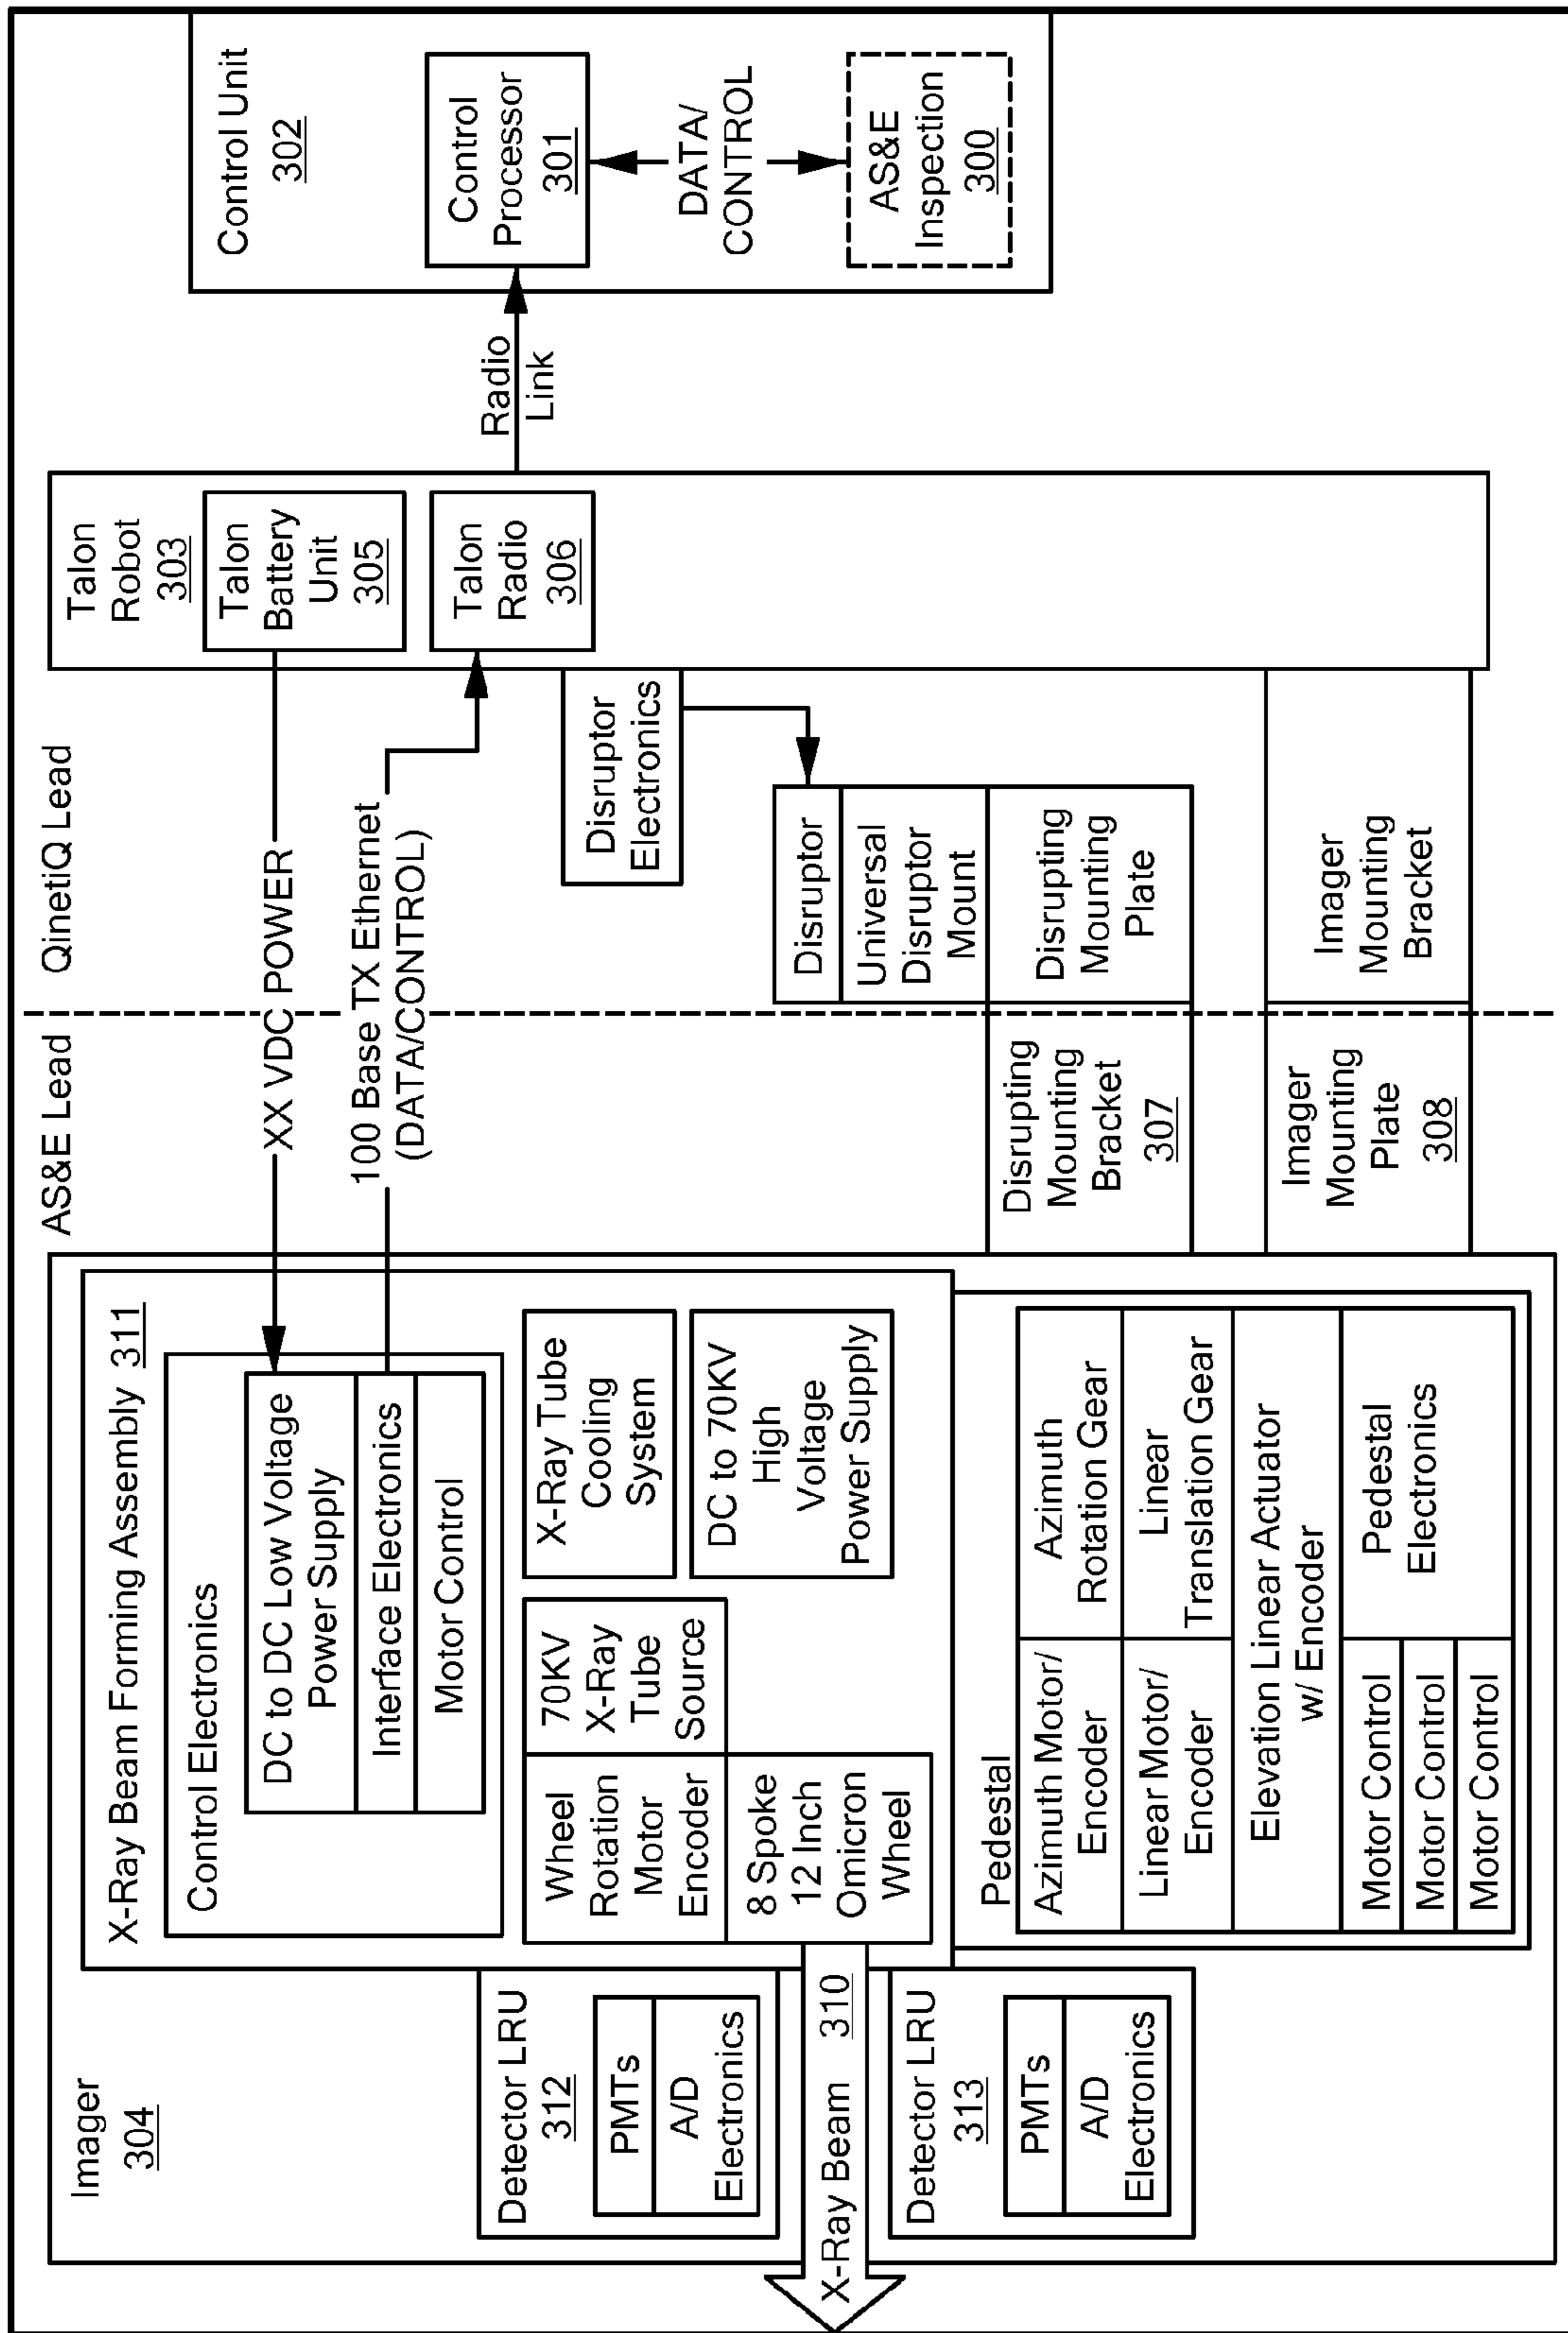 Imager
304
X-Ray Beam Forming Assembly 311
Control Electronics
DC to DC Low Voltage
Power Supply
Interface Electronics
Motor Control
Wheel
Rotation
Motor
Encoder
70KV
X-Ray
Tube
Source
X-Ray Tube
Cooling
System
8 Spoke
12 Inch
Omicron
Wheel
DC to 70KV
High
Voltage
Power Supply
Detector LRU
312
PMTs
A/D
Electronics
X-Ray Beam 310
Detector LRU
313
PMTs
A/D
Electronics
Pedestal
Azimuth Motor/
Encoder
Azimuth
Rotation Gear
Linear Motor/
Encoder
Linear
Translation Gear
Elevation Linear Actuator
w/ Encoder
Motor Control
Motor Control
Motor Control
Pedestal
Electronics
AS&E Lead
QinetiQ Lead
XX VDC POWER
100 Base TX Ethernet
(DATA/CONTROL)
Disruptor
Electronics
Disruptor
Universal
Disruptor
Mount
Disrupting
Mounting
Bracket
307
Disrupting
Mounting
Plate
Imager
Mounting
Plate
308
Imager
Mounting
Bracket
Talon
Robot
303
Talon
Battery
Unit
305
Talon
Radio
306
Radio
Link
Control Unit
302
Control
Processor
301
DATA/
CONTROL
AS&E
Inspection
300